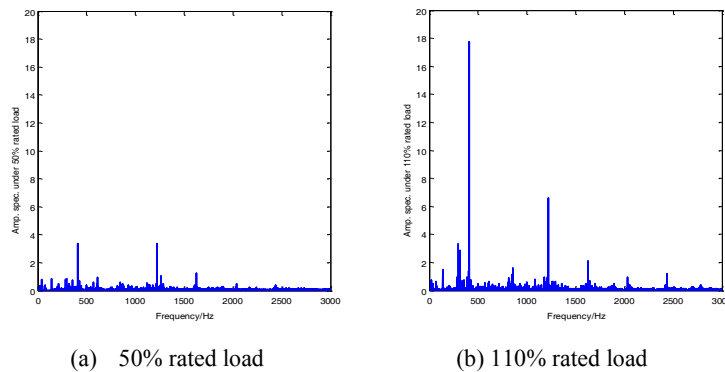 20
18
16
14
12
10
8
6
4
2
0
Amp. spec. under 50% rated load
0 500 1000 1500 2000 2500 3000
Frequency/Hz
(a) 50% rated load
20
18
16
14
12
10
8
6
4
2
0
Amp. spec. under 110% rated load
0 500 1000 1500 2000 2500 3000
Frequency/Hz
(b) 110% rated load